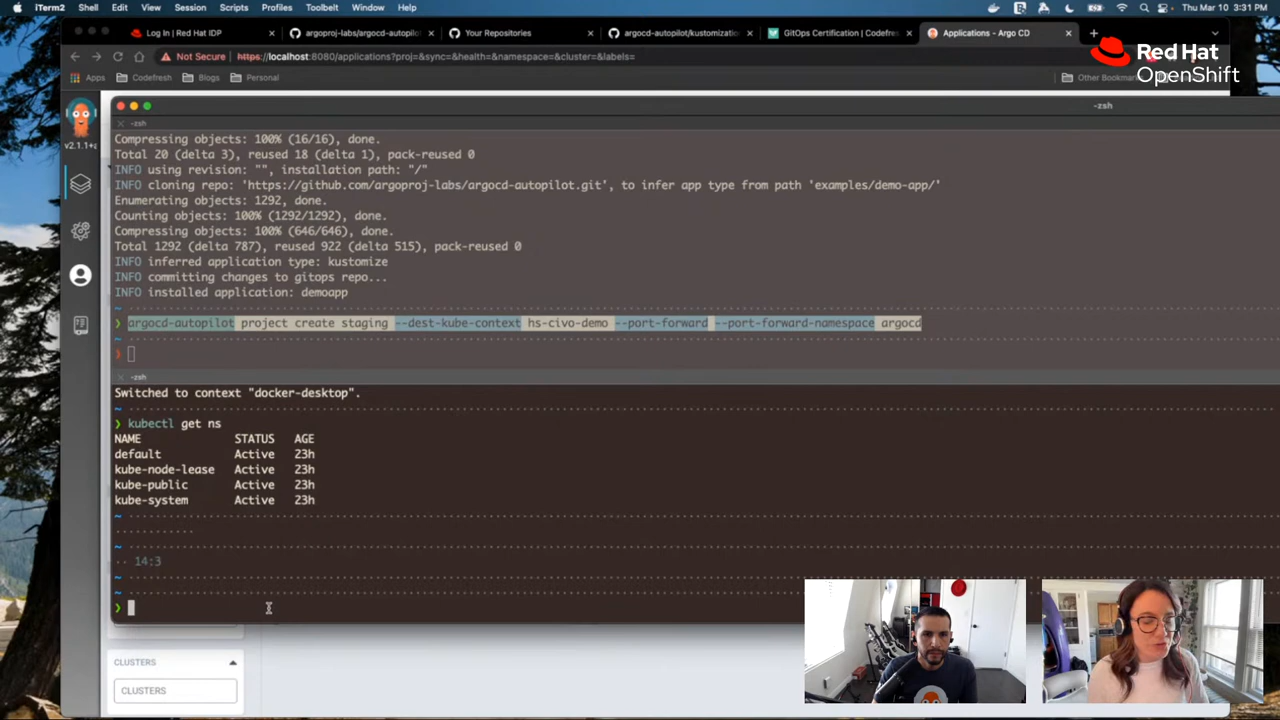 iTerm2 Shell Edit View Session Scripts Profiles Toolbelt Window Help
Thu Mar 10 3:31 PM
Log In | Red Hat IDP
argoproj-labs/argocd-autopilo
Your Repositories
argocd-autopilot/kustomization
GitOps Certification | Codefres
Applications - Argo CD
Not Secure https://localhost:8080/applications?proj=&sync=&health=&namespace=&cluster=&labels=
Apps Codefresh Blogs Personal
Other Bookmark
Red Hat
OpenShift
v2.1.1+a
-zsh
-zsh
Compressing objects: 100% (16/16), done.
Total 20 (delta 3), reused 18 (delta 1), pack-reused 0
INFO using revision: "", installation path: "/"
INFO cloning repo: 'https://github.com/argoproj-labs/argocd-autopilot.git', to infer app type from path 'examples/demo-app/'
Enumerating objects: 1292, done.
Counting objects: 100% (1292/1292), done.
Compressing objects: 100% (646/646), done.
Total 1292 (delta 787), reused 922 (delta 515), pack-reused 0
INFO inferred application type: kustomize
INFO committing changes to gitops repo...
INFO installed application: demoapp
~
❯ argocd-autopilot project create staging --dest-kube-context hs-civo-demo --port-forward --port-forward-namespace argocd
~
❯
-zsh
Switched to context "docker-desktop".
~
❯ kubectl get ns
NAME STATUS AGE
default Active 23h
kube-node-lease Active 23h
kube-public Active 23h
kube-system Active 23h
~
~
14:3
~
~
❯
CLUSTERS
CLUSTERS